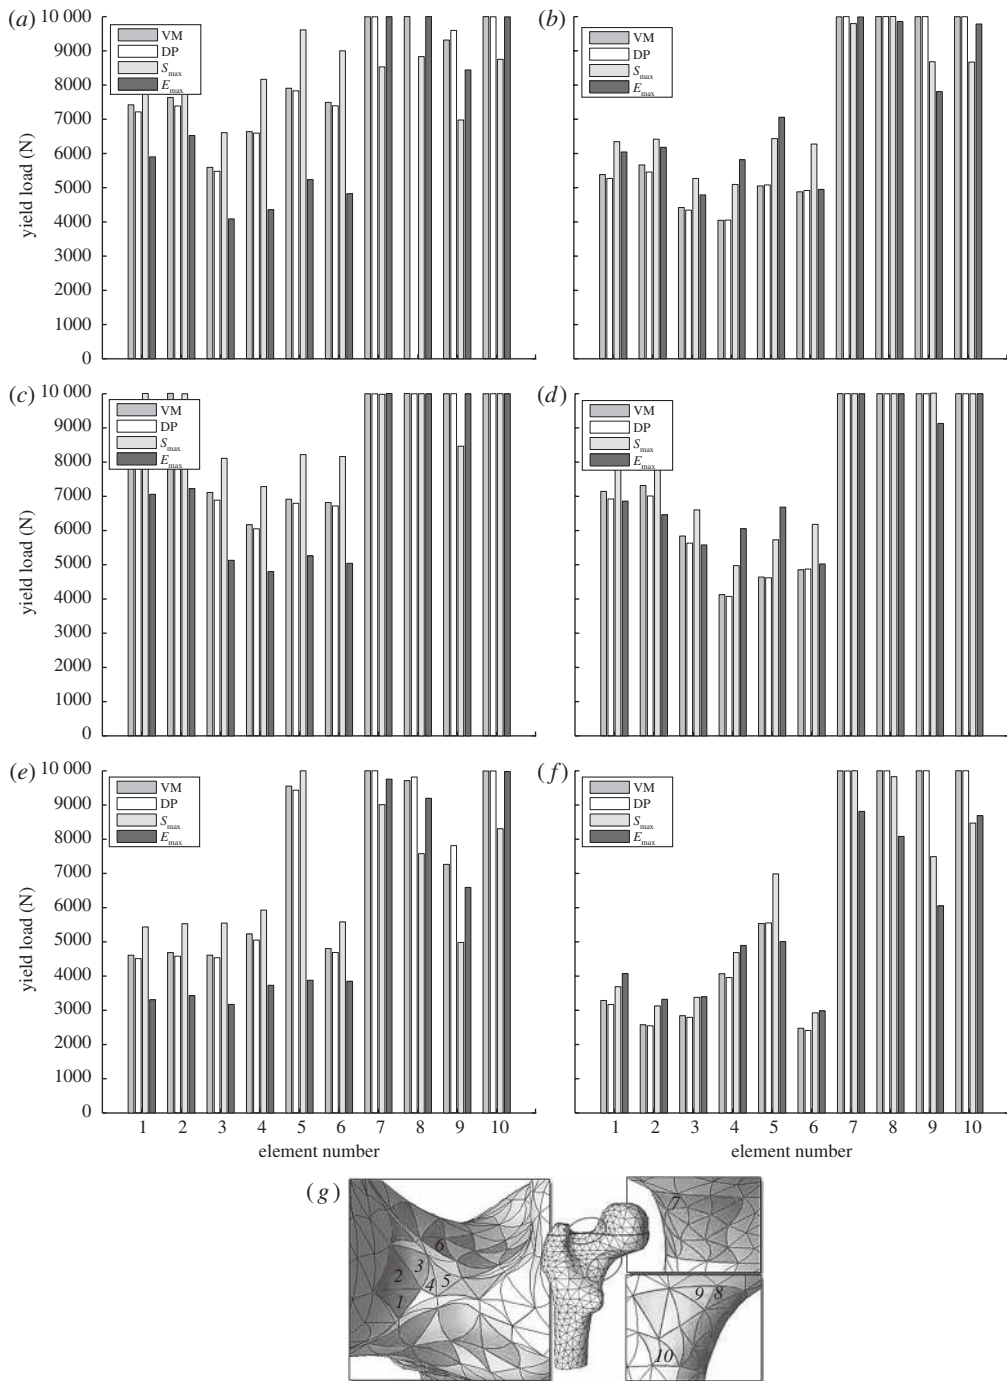 (a)
10 000
9000
8000
7000
6000
5000
4000
3000
2000
1000
0
yield load (N)
VM
DP
Smax
Emax
(b)
VM
DP
Smax
Emax
(c)
10 000
9000
8000
7000
6000
5000
4000
3000
2000
1000
0
yield load (N)
VM
DP
Smax
Emax
(d)
VM
DP
Smax
Emax
(e)
10 000
9000
8000
7000
6000
5000
4000
3000
2000
1000
0
yield load (N)
VM
DP
Smax
Emax
1 2 3 4 5 6 7 8 9 10
element number
(f)
VM
DP
Smax
Emax
1 2 3 4 5 6 7 8 9 10
element number
(g)
6
3
2
4 5
1
7
9 8
10